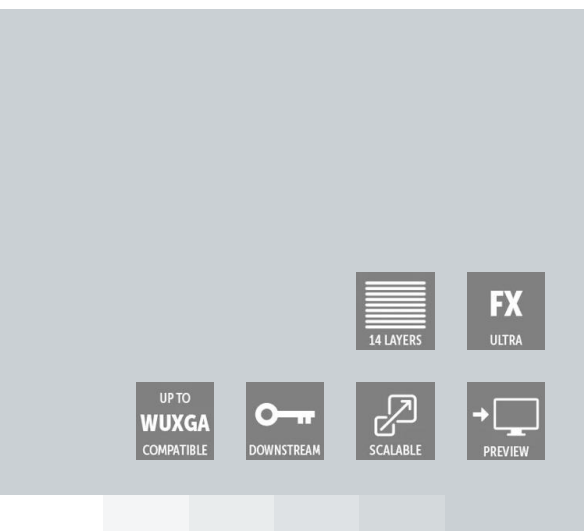 14 LAYERS
FX
ULTRA
UP TO
WUXGA
COMPATIBLE
DOWNSTREAM
SCALABLE
PREVIEW